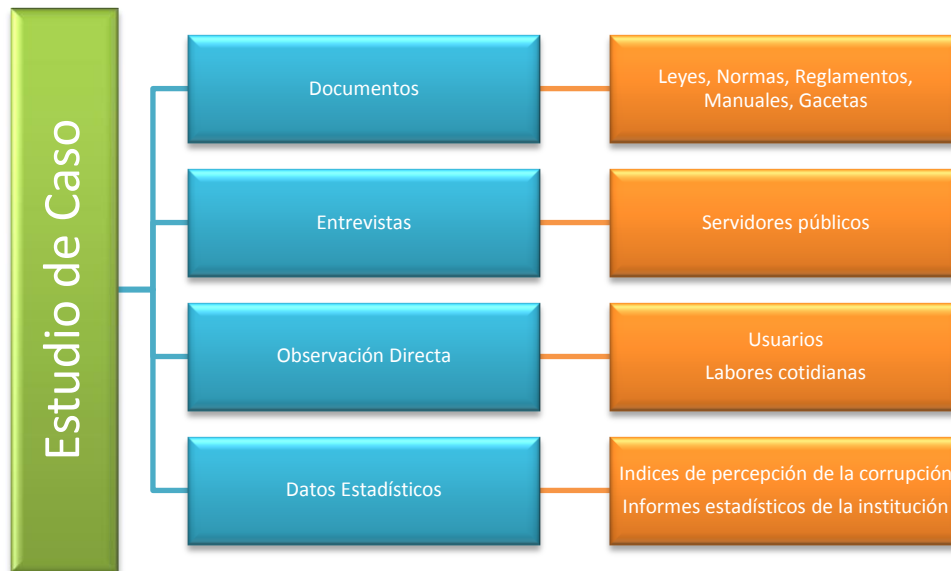 Estudio de Caso
Documentos
Leyes, Normas, Reglamentos,
Manuales, Gacetas
Entrevistas
Servidores públicos
Observación Directa
Usuarios
Labores cotidianas
Datos Estadísticos
Indices de percepción de la corrupción
Informes estadísticos de la institución